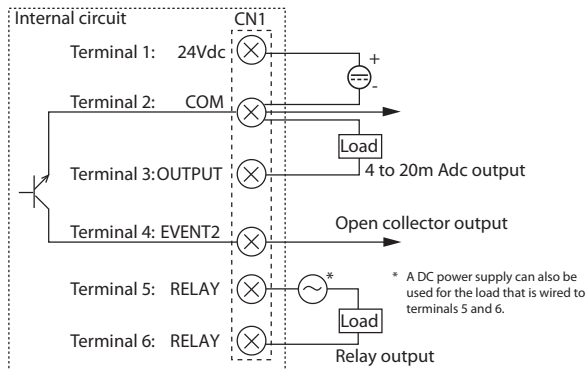 Internal circuit
CN1
Terminal 1: 24Vdc
+
-
Terminal 2: COM
Load
Terminal 3:OUTPUT
4 to 20m Adc output
Terminal 4: EVENT2
Open collector output
Terminal 5: RELAY
*
* A DC power supply can also be
used for the load that is wired to
terminals 5 and 6.
Load
Terminal 6: RELAY
Relay output